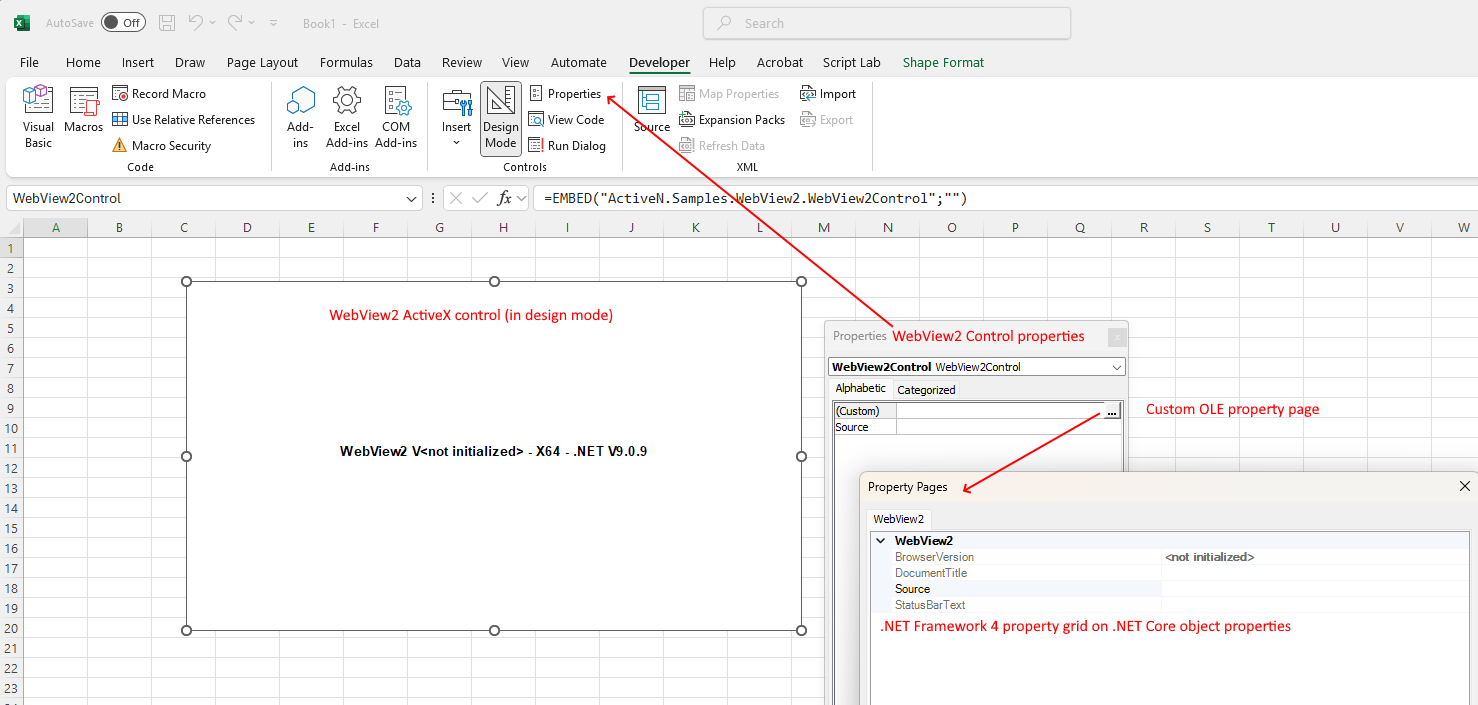 AutoSave Off Book1 - Excel Search
File Home Insert Draw Page Layout Formulas Data Review View Automate Developer Help Acrobat Script Lab Shape Format
Visual Basic
Macros
Record Macro
Use Relative References
Macro Security
Code
Add-ins
Excel Add-ins
COM Add-ins
Add-ins
Insert
Design Mode
Properties
View Code
Run Dialog
Controls
Source
Map Properties
Expansion Packs
Refresh Data
Import
Export
XML
WebView2Control fx =EMBED("ActiveN.Samples.WebView2.WebView2Control";"")
A B C D E F G H I J K L M N O P Q R S T U V W
1
2
3
4
5
6
7
8
9
10
11
12
13
14
15
16
17
18
19
20
21
22
23
WebView2 ActiveX control (in design mode)
WebView2 V<not initialized> - X64 - .NET V9.0.9
Properties WebView2 Control properties x
WebView2Control WebView2Control
Alphabetic Categorized
(Custom) ...
Source
Custom OLE property page
Property Pages
WebView2
WebView2
BrowserVersion <not initialized>
DocumentTitle
Source
StatusBarText
.NET Framework 4 property grid on .NET Core object properties